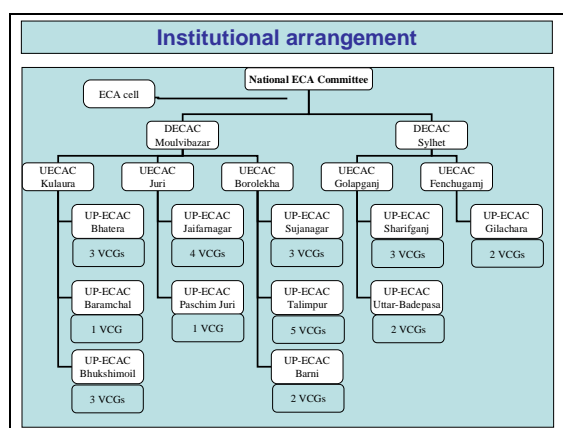 Institutional arrangement
National ECA Committee
ECA cell
DECAC
Moulvibazar
DECAC
Sylhet
UECAC
Kulaura
UECAC
Juri
UECAC
Borolekha
UECAC
Golapganj
UECAC
Fenchugamj
UP-ECAC
Bhatera
3 VCGs
UP-ECAC
Jaifarnagar
4 VCGs
UP-ECAC
Sujanagar
3 VCGs
UP-ECAC
Sharifganj
3 VCGs
UP-ECAC
Gilachara
2 VCGs
UP-ECAC
Baramchal
1 VCG
UP-ECAC
Paschim Juri
1 VCG
UP-ECAC
Talimpur
5 VCGs
UP-ECAC
Uttar-Badepasa
2 VCGs
UP-ECAC
Bhukshimoil
3 VCGs
UP-ECAC
Barni
2 VCGs